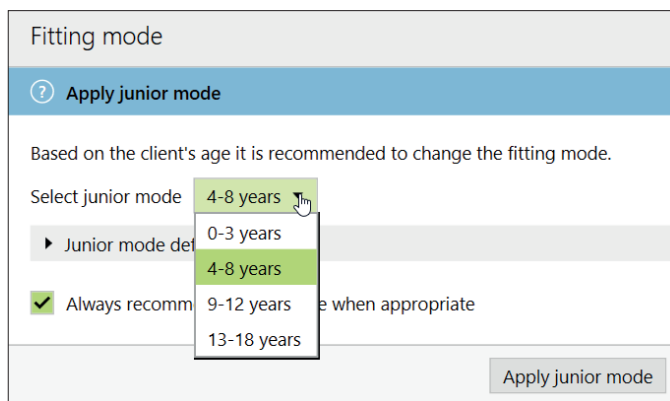 Fitting mode
? Apply junior mode
Based on the client's age it is recommended to change the fitting mode.
Select junior mode 4-8 years
0-3 years
Junior mode def
4-8 years
Always recomm e when appropriate
9-12 years
13-18 years
Apply junior mode